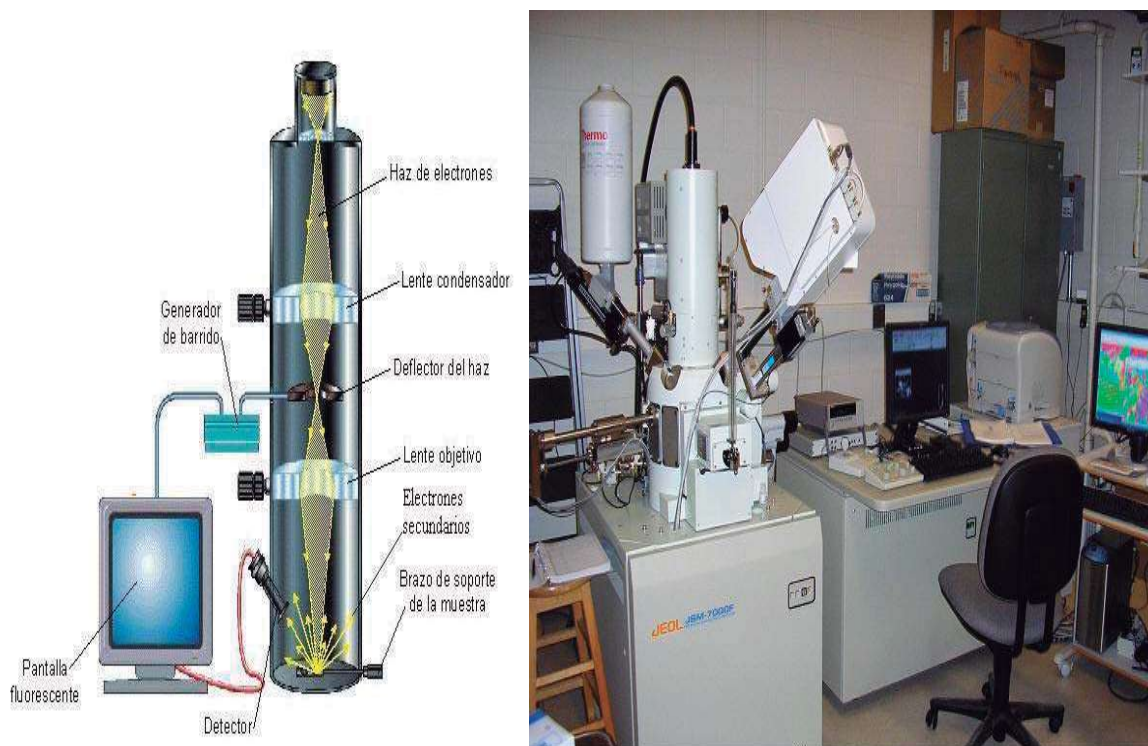 Haz de electrones
Lente condensador
Generador
de barrido
Deflector del haz
Lente objetivo
Electrones
secundarios
Brazo de soporte
de la muestra
Pantalla
fluorescente
Detector
Thermo
JEOL JSM-7000F